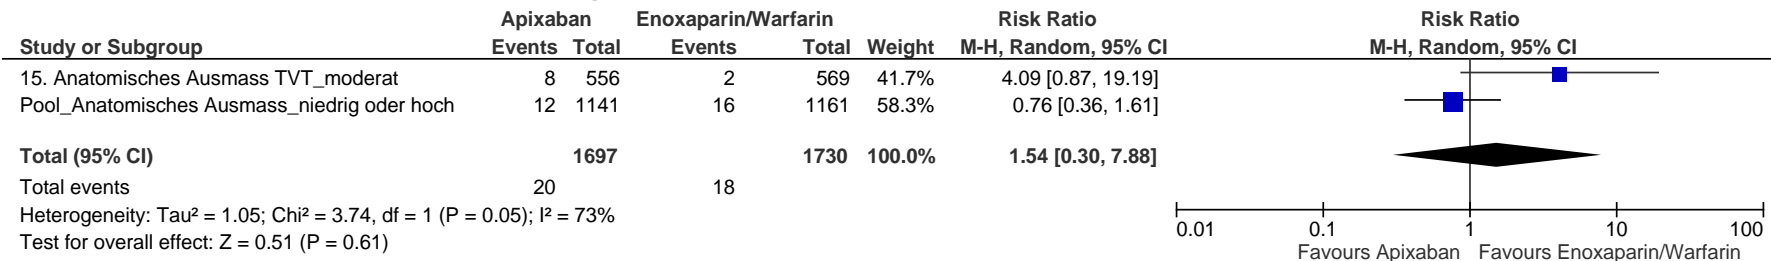 Apixaban Enoxaparin/Warfarin Risk Ratio Risk Ratio
Study or Subgroup Events Total Events Total Weight M-H, Random, 95% CI M-H, Random, 95% CI
15. Anatomisches Ausmass TVT_moderat 8 556 2 569 41.7% 4.09 [0.87, 19.19]
Pool_Anatomisches Ausmass_niedrig oder hoch 12 1141 16 1161 58.3% 0.76 [0.36, 1.61]
Total (95% CI) 1697 1730 100.0% 1.54 [0.30, 7.88]
Total events 20 18
Heterogeneity: Tau² = 1.05; Chi² = 3.74, df = 1 (P = 0.05); I² = 73%
Test for overall effect: Z = 0.51 (P = 0.61)
0.01 0.1 1 10 100
Favours Apixaban Favours Enoxaparin/Warfarin